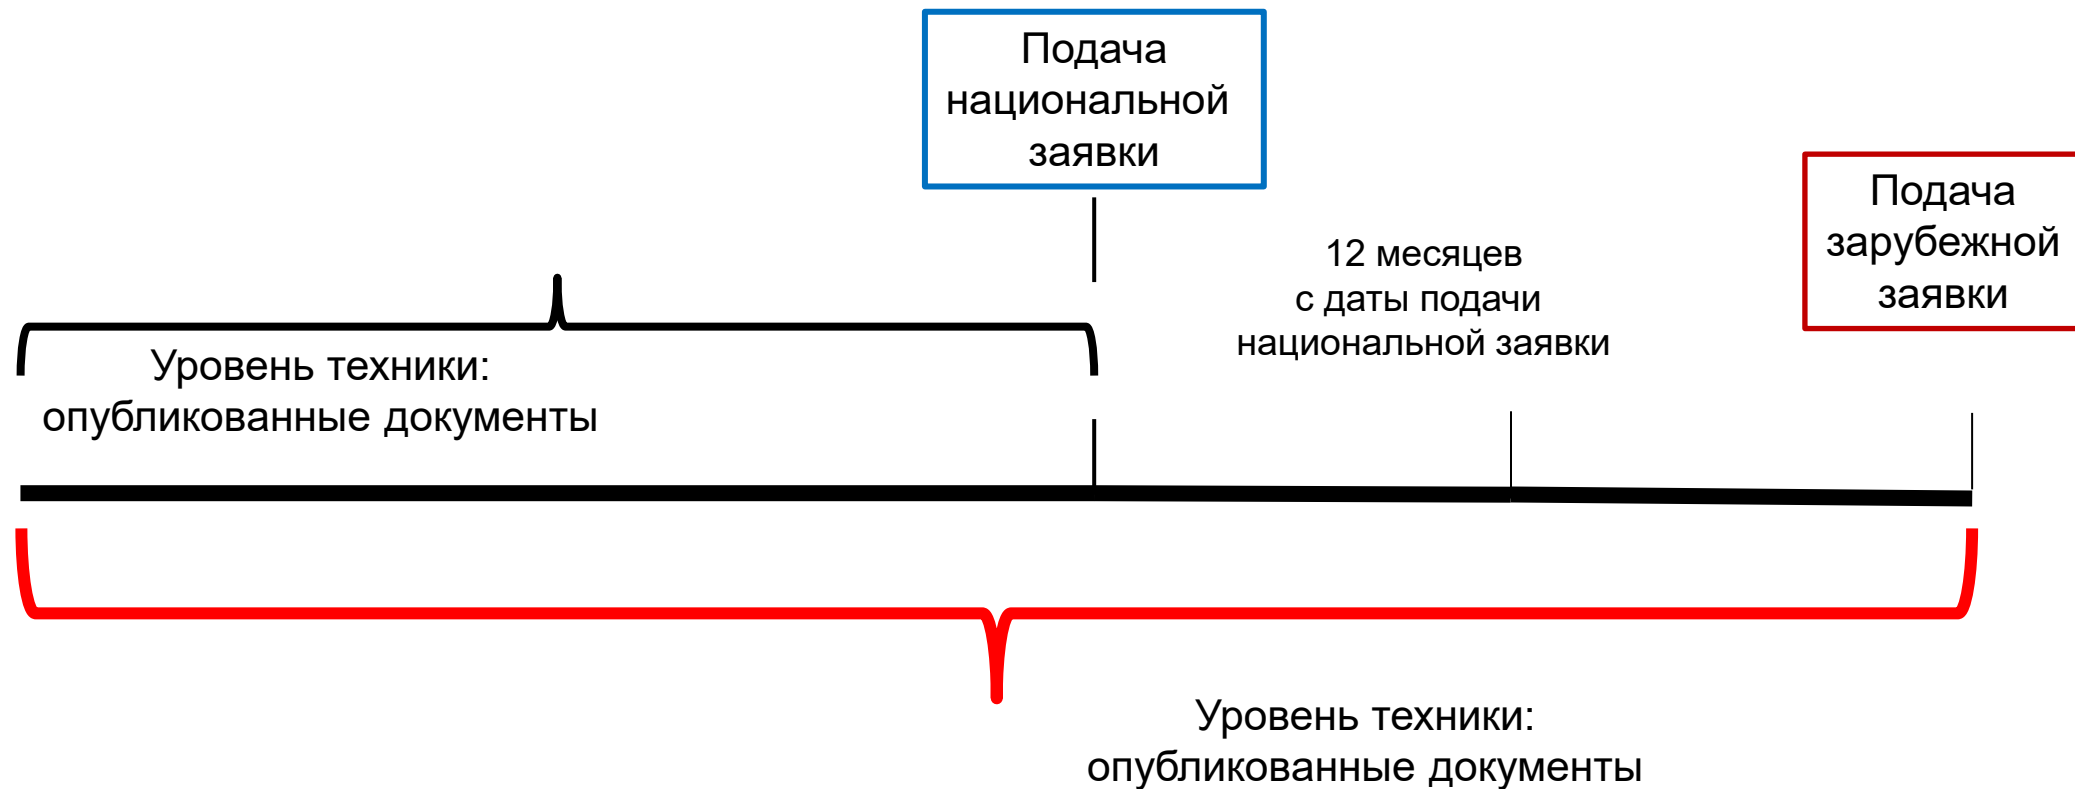 Подача
национальной
заявки
Подача
зарубежной
заявки
12 месяцев
с даты подачи
национальной заявки
Уровень техники:
опубликованные документы
Уровень техники:
опубликованные документы